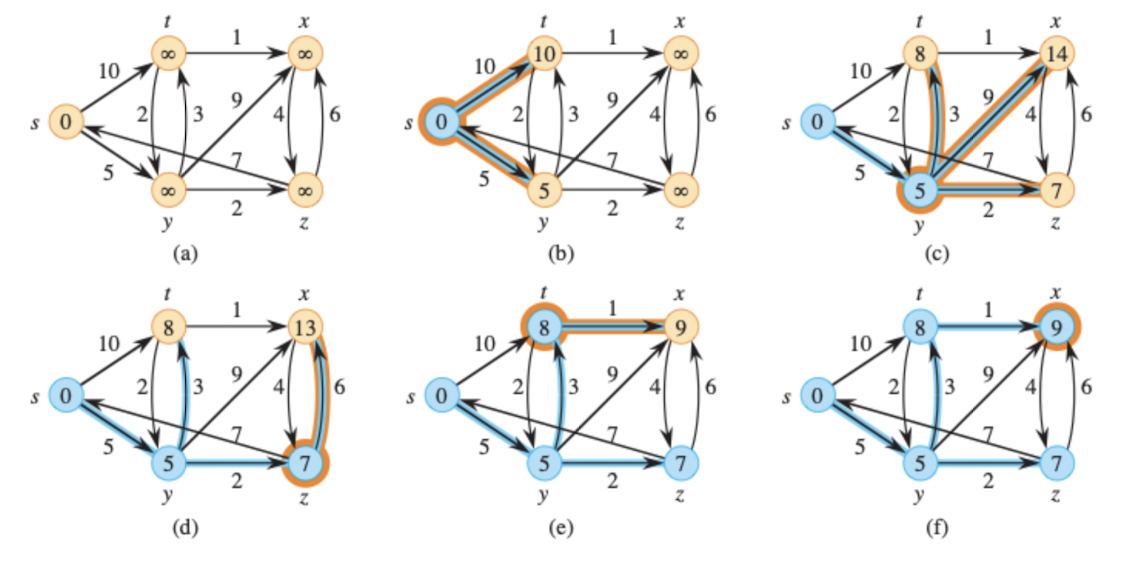 t x t x t x
1 1 1
∞ ∞ 10 ∞ 8 14
10 10 10
9 9 9
2 3 4 6 2 3 4 6 2 3 4 6
s 0 s 0 s 0
7 7 7
5 5 5
∞ ∞ 5 ∞ 5 7
2 2 2
y z y z y z
(a) (b) (c)
t x t x t x
1 1 1
8 13 8 9 8 9
10 10 10
9 9 9
2 3 4 6 2 3 4 6 2 3 4 6
s 0 s 0 s 0
7 7 7
5 5 5
5 7 5 7 5 7
2 2 2
y z y z y z
(d) (e) (f)